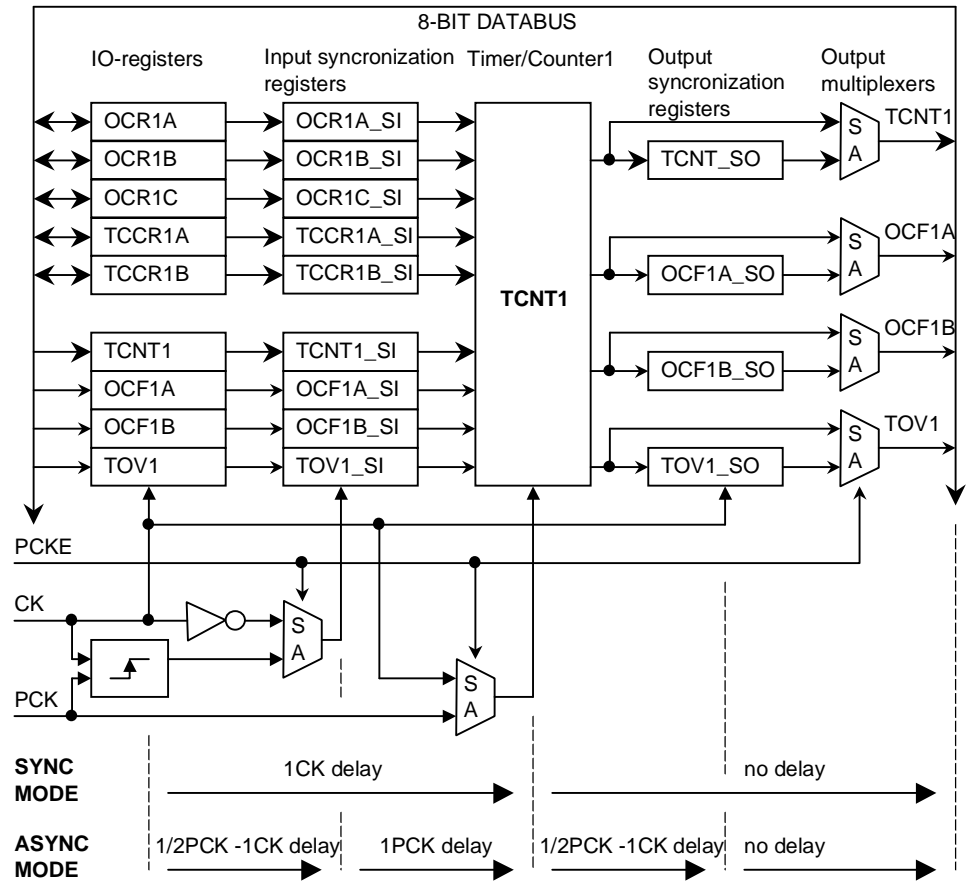 8-BIT DATABUS
IO-registers
Input syncronization
registers
Timer/Counter1
Output
syncronization
registers
Output
multiplexers
OCR1A
OCR1B
OCR1C
TCCR1A
TCCR1B
TCNT1
OCF1A
OCF1B
TOV1
OCR1A_SI
OCR1B_SI
OCR1C_SI
TCCR1A_SI
TCCR1B_SI
TCNT1_SI
OCF1A_SI
OCF1B_SI
TOV1_SI
TCNT1
TCNT_SO
OCF1A_SO
OCF1B_SO
TOV1_SO
S
A
TCNT1
S
A
OCF1A
S
A
OCF1B
S
A
TOV1
PCKE
CK
S
A
PCK
S
A
SYNC
MODE
1CK delay
no delay
ASYNC
MODE
1/2PCK -1CK delay
1PCK delay
1/2PCK -1CK delay
no delay